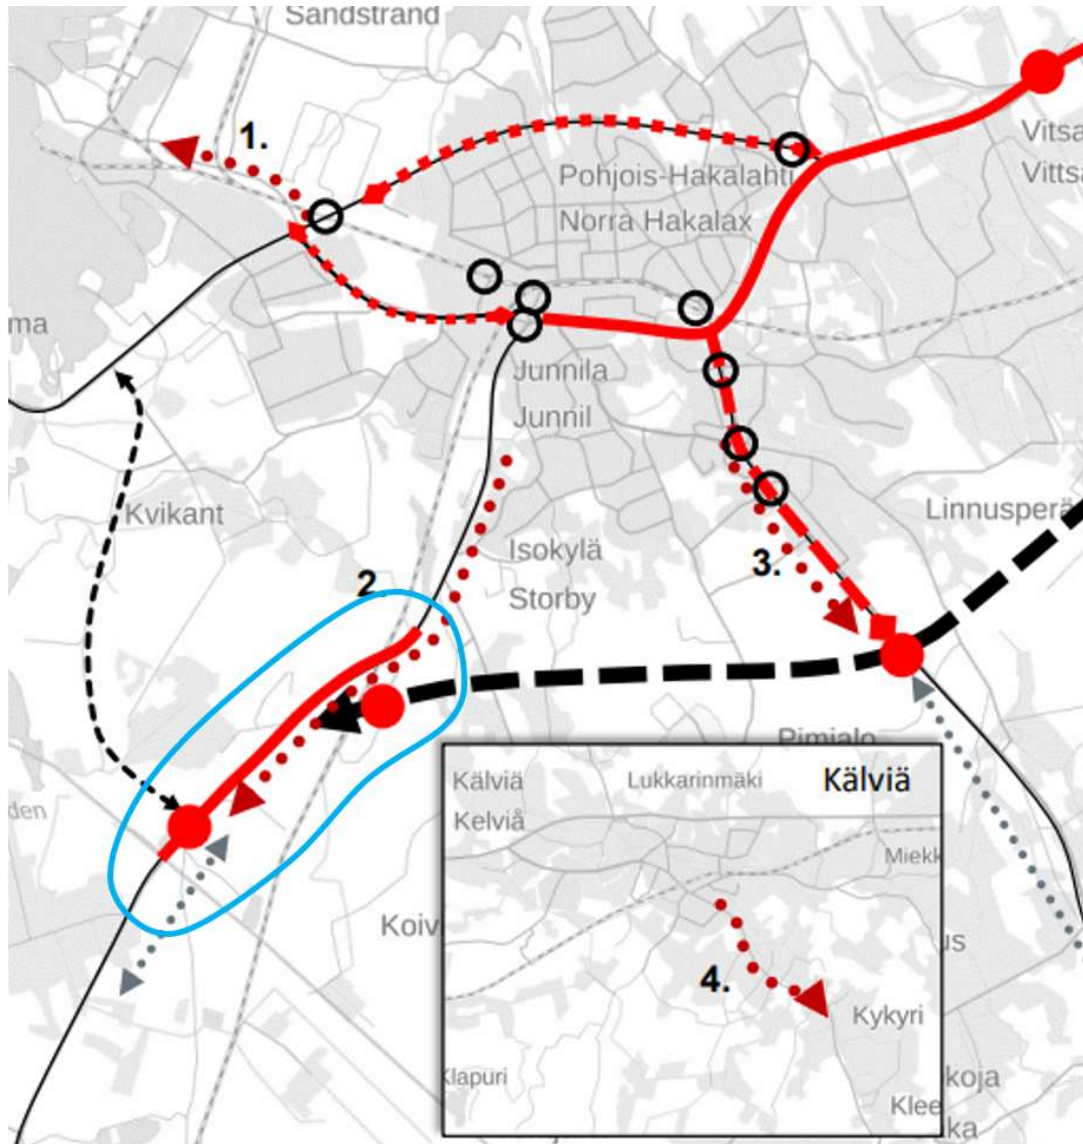 Sandstrand
1.
Vitsa
Vittsa
Pohjois-Hakalahti
Norra Hakalax
ma
Junnila
Junnil
Kvikant
Linnusperä
Isokylä
Storby
2.
3.
Pimialo
den
Koiv
Kälviä
Lukkarinmäki
Kälviä
Kelviå
Miekk
us
4.
Kykyri
Klapuri
koja
Klee
ka